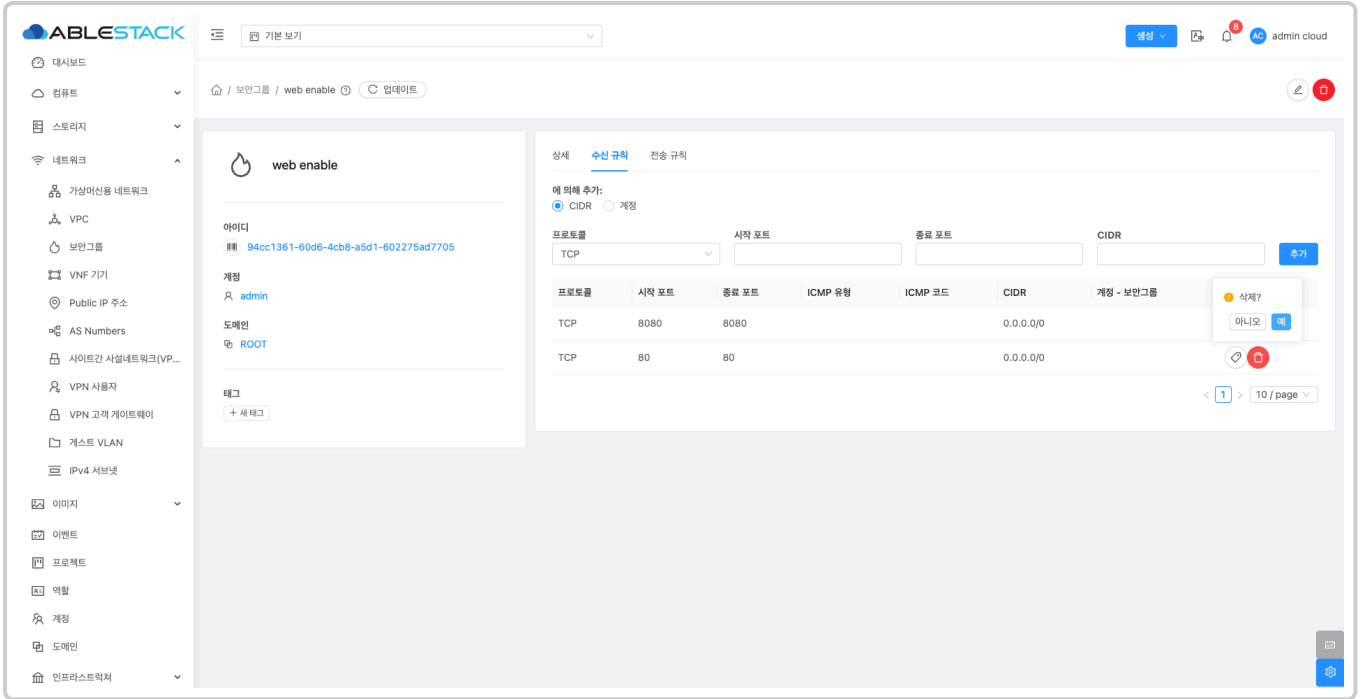 ABLESTACK
기본 보기
생성
8
AC
admin cloud
대시보드
컴퓨트
스토리지
네트워크
가상머신용 네트워크
VPC
보안그룹
VNF 기기
Public IP 주소
AS Numbers
사이트간 사설네트워크(VP...
VPN 사용자
VPN 고객 게이트웨이
게스트 VLAN
IPv4 서브넷
이미지
이벤트
프로젝트
역할
계정
도메인
인프라스트럭쳐
/ 보안그룹 / web enable
업데이트
web enable
아이디
94cc1361-60d6-4cb8-a5d1-602275ad7705
계정
admin
도메인
ROOT
태그
+ 새 태그
상세 수신 규칙 전송 규칙
에 의해 추가:
CIDR 계정
프로토콜 시작 포트 종료 포트 CIDR
TCP 추가
프로토콜 시작 포트 종료 포트 ICMP 유형 ICMP 코드 CIDR 계정 - 보안그룹
삭제?
아니오 예
TCP 8080 8080 0.0.0.0/0
TCP 80 80 0.0.0.0/0
< 1 > 10 / page